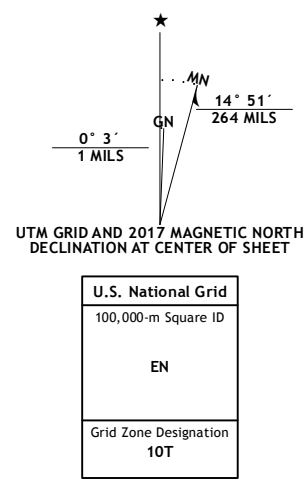 MN
GN
14° 51´
264 MILS
0° 3´
1 MILS
UTM GRID AND 2017 MAGNETIC NORTH
DECLINATION AT CENTER OF SHEET
U.S. National Grid
100,000-m Square ID
EN
Grid Zone Designation
10T